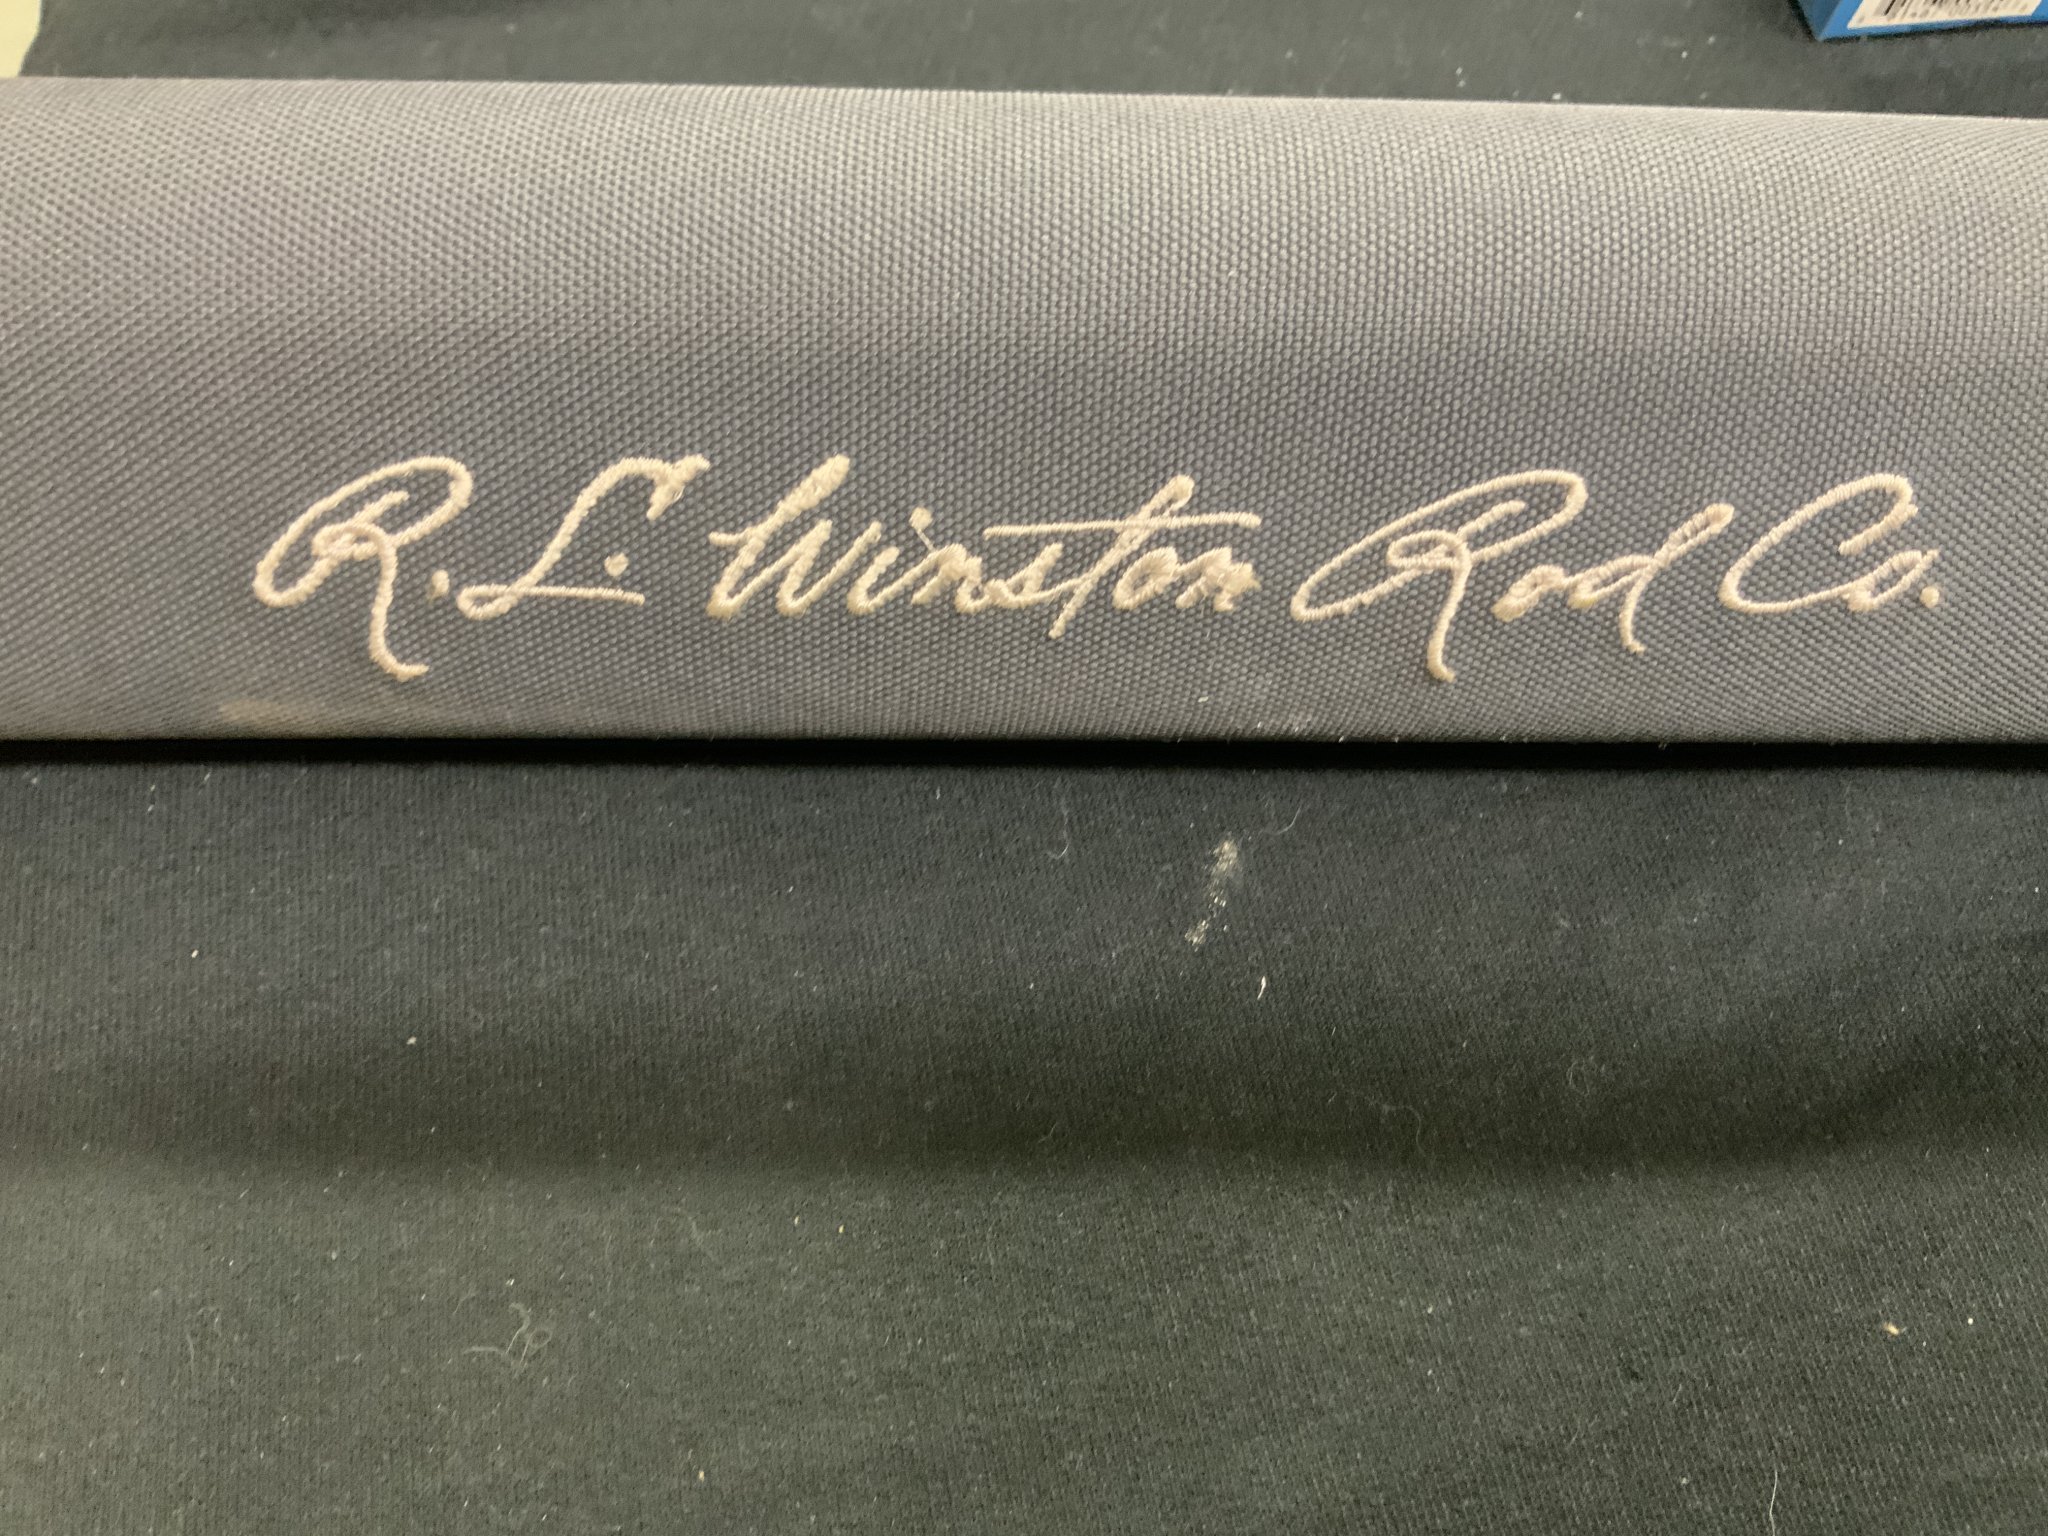 R. L. Winston Rod Co.